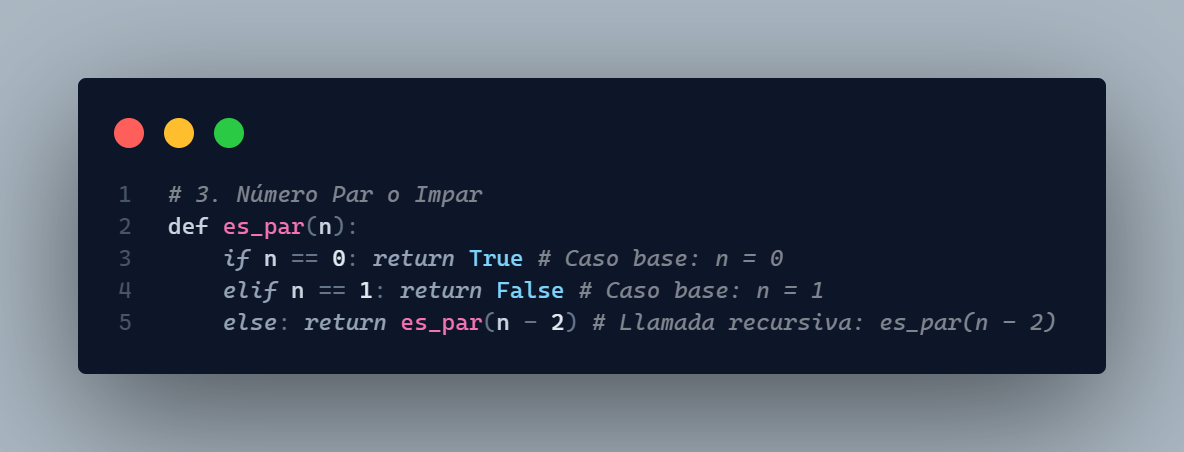 1 # 3. Número Par o Impar
2 def es_par(n):
3     if n == 0: return True # Caso base: n = 0
4     elif n == 1: return False # Caso base: n = 1
5     else: return es_par(n - 2) # Llamada recursiva: es_par(n - 2)